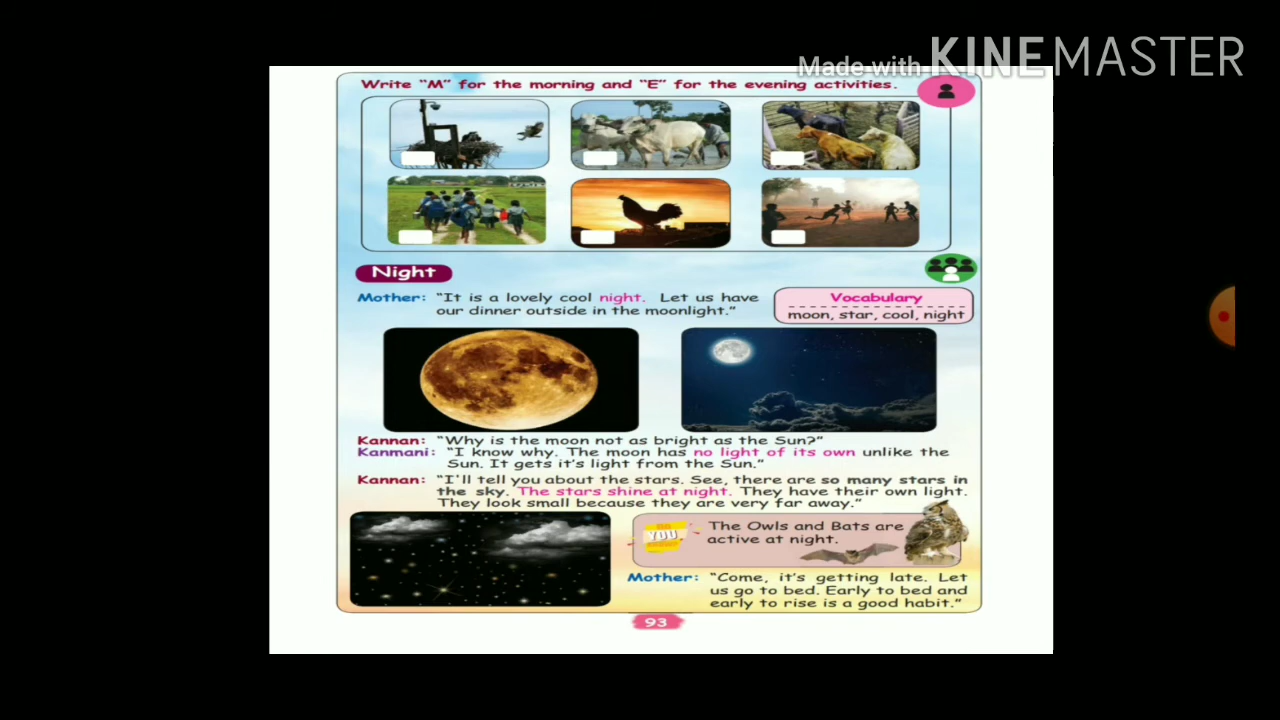 Made with KINEMASTER
Write "M" for the morning and "E" for the evening activities.
Night
Mother: "It is a lovely cool night. Let us have
our dinner outside in the moonlight."
Vocabulary
moon, star, cool, night
Kannan: "Why is the moon not as bright as the Sun?"
Kanmani: "I know why. The moon has no light of its own unlike the
Sun. It gets it's light from the Sun."
Kannan: "I'll tell you about the stars. See, there are so many stars in
the sky. The stars shine at night. They have their own light.
They look small because they are very far away."
YOU
The Owls and Bats are
active at night.
Mother: "Come, it's getting late. Let
us go to bed. Early to bed and
early to rise is a good habit."
93